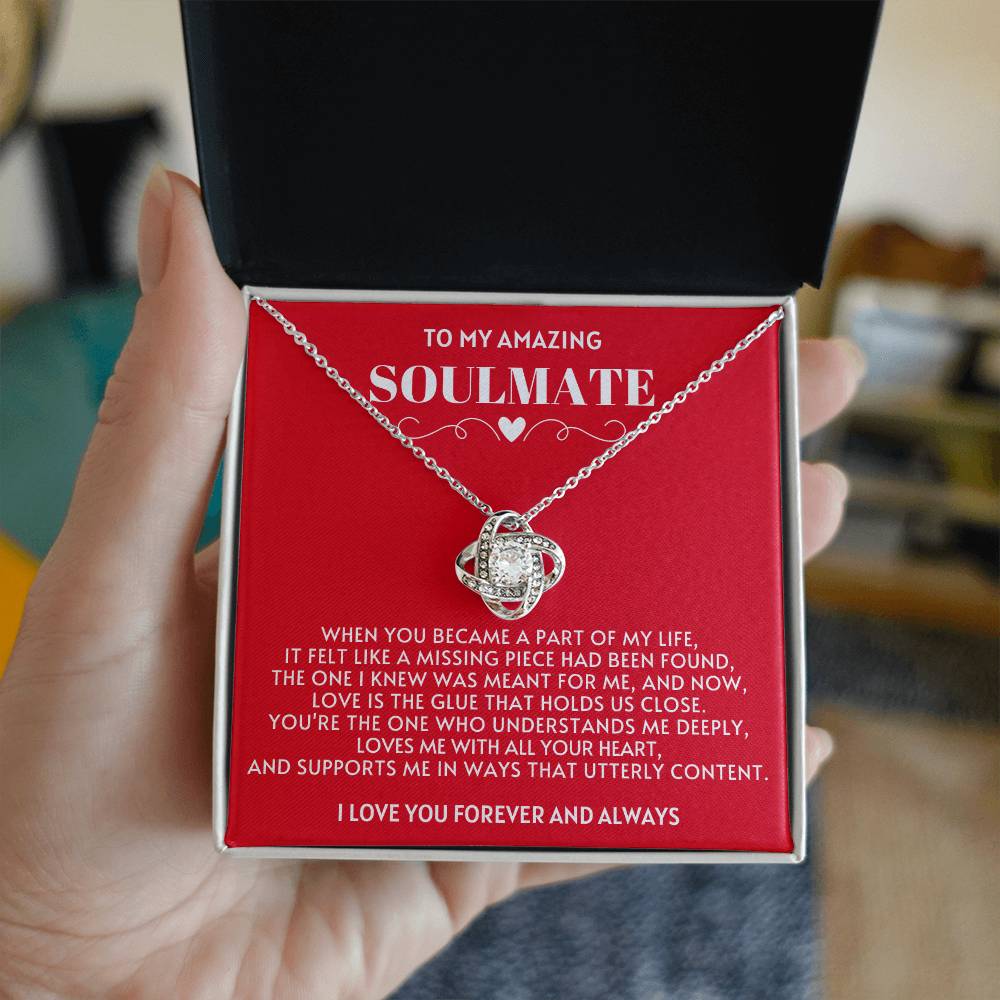 TO MY AMAZING
SOULMATE
WHEN YOU BECAME A PART OF MY LIFE,
IT FELT LIKE A MISSING PIECE HAD BEEN FOUND,
THE ONE I KNEW WAS MEANT FOR ME, AND NOW,
LOVE IS THE GLUE THAT HOLDS US CLOSE.
YOU'RE THE ONE WHO UNDERSTANDS ME DEEPLY,
LOVES ME WITH ALL YOUR HEART,
AND SUPPORTS ME IN WAYS THAT UTTERLY CONTENT.
I LOVE YOU FOREVER AND ALWAYS